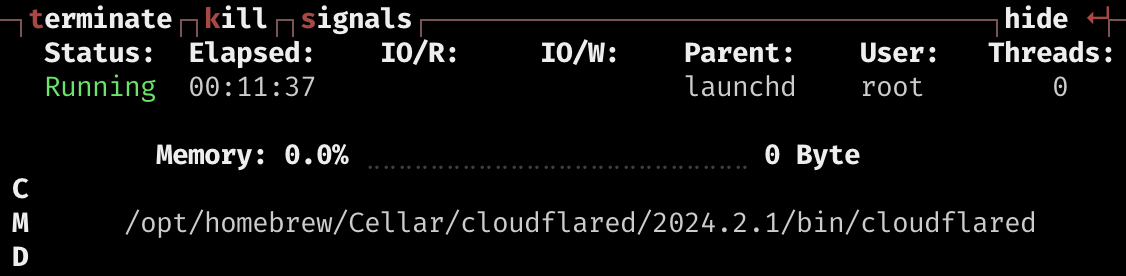 terminate kill signals hide ↵
Status: Elapsed: IO/R: IO/W: Parent: User: Threads:
Running 00:11:37 launchd root 0
Memory: 0.0% 0 Byte
C
M /opt/homebrew/Cellar/cloudflared/2024.2.1/bin/cloudflared
D